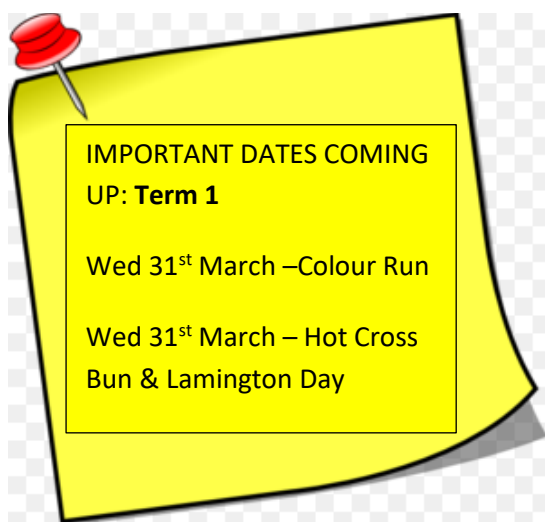 IMPORTANT DATES COMING
UP: Term 1
Wed 31st March –Colour Run
Wed 31st March – Hot Cross
Bun & Lamington Day